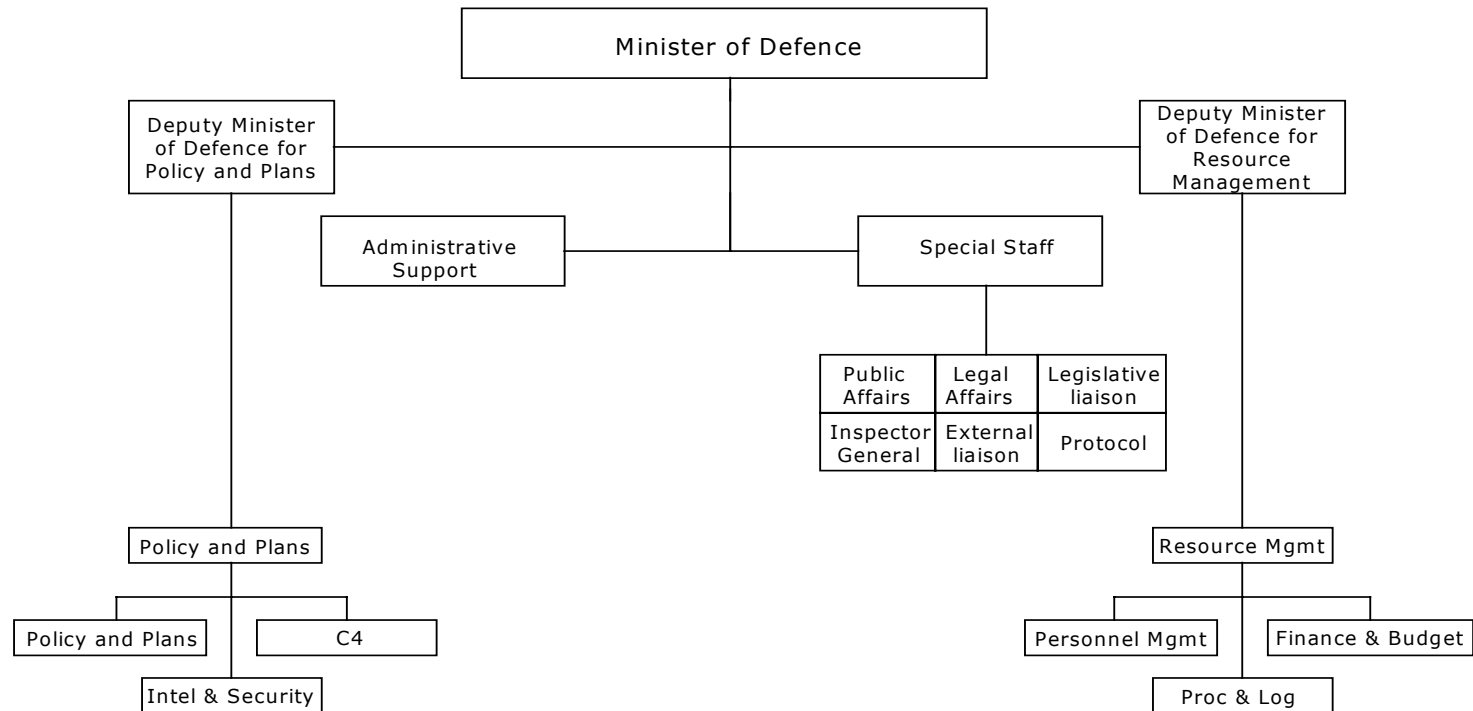 Minister of Defence
Deputy Minister
of Defence for
Policy and Plans
Deputy Minister
of Defence for
Resource
Management
Administrative
Support
Special Staff
Public
Affairs
Legal
Affairs
Legislative
liaison
Inspector
General
External
liaison
Protocol
Policy and Plans
Resource Mgmt
Policy and Plans
C4
Intel & Security
Personnel Mgmt
Finance & Budget
Proc & Log